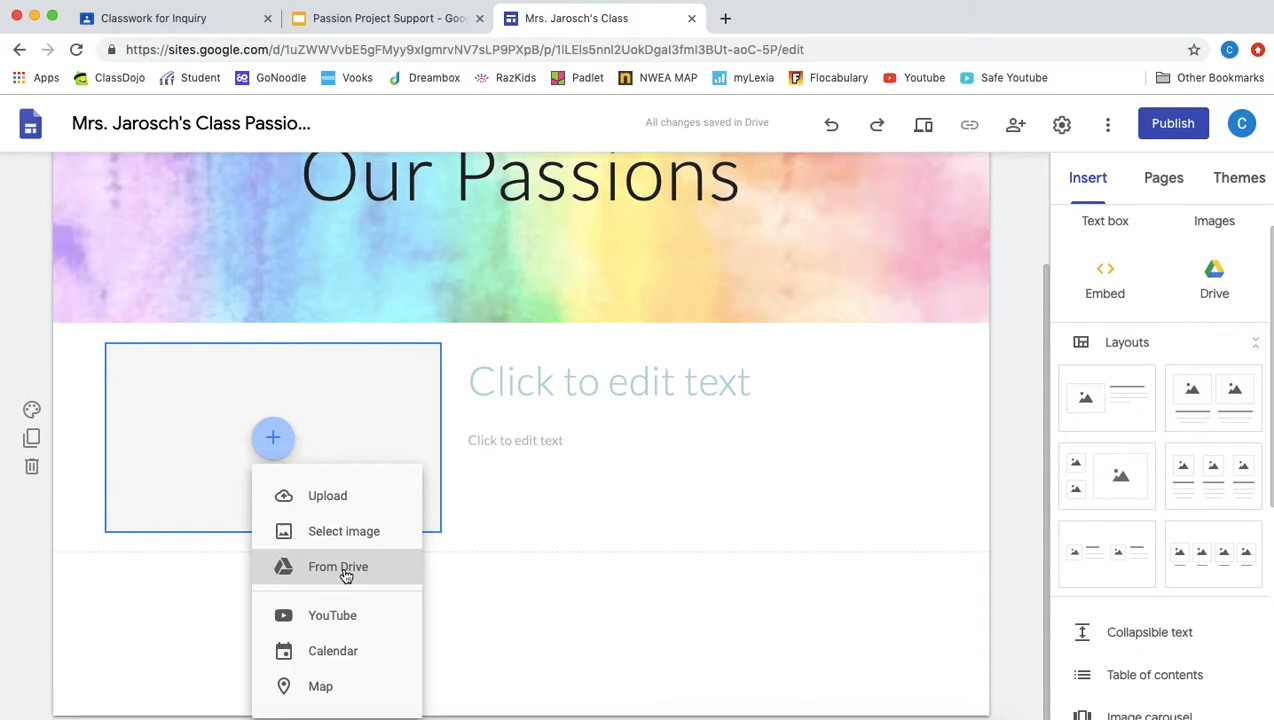 Classwork for Inquiry
Passion Project Support - Goo
Mrs. Jarosch's Class
https://sites.google.com/d/1uZWWVvbE5gFMyy9xIgmrvNV7sLP9PXpB/p/1lLEls5nnl2UokDgaI3fml3BUt-aoC-5P/edit
Apps ClassDojo Student GoNoodle Vooks Dreambox RazKids Padlet NWEA MAP myLexia Flocabulary Youtube Safe Youtube Other Bookmarks
Mrs. Jarosch's Class Passio...
All changes saved in Drive
Publish
C
Insert Pages Themes
Our Passions
Text box Images
Embed Drive
Layouts
Click to edit text
Click to edit text
Upload
Select image
From Drive
YouTube
Calendar
Map
Collapsible text
Table of contents
Image carousel